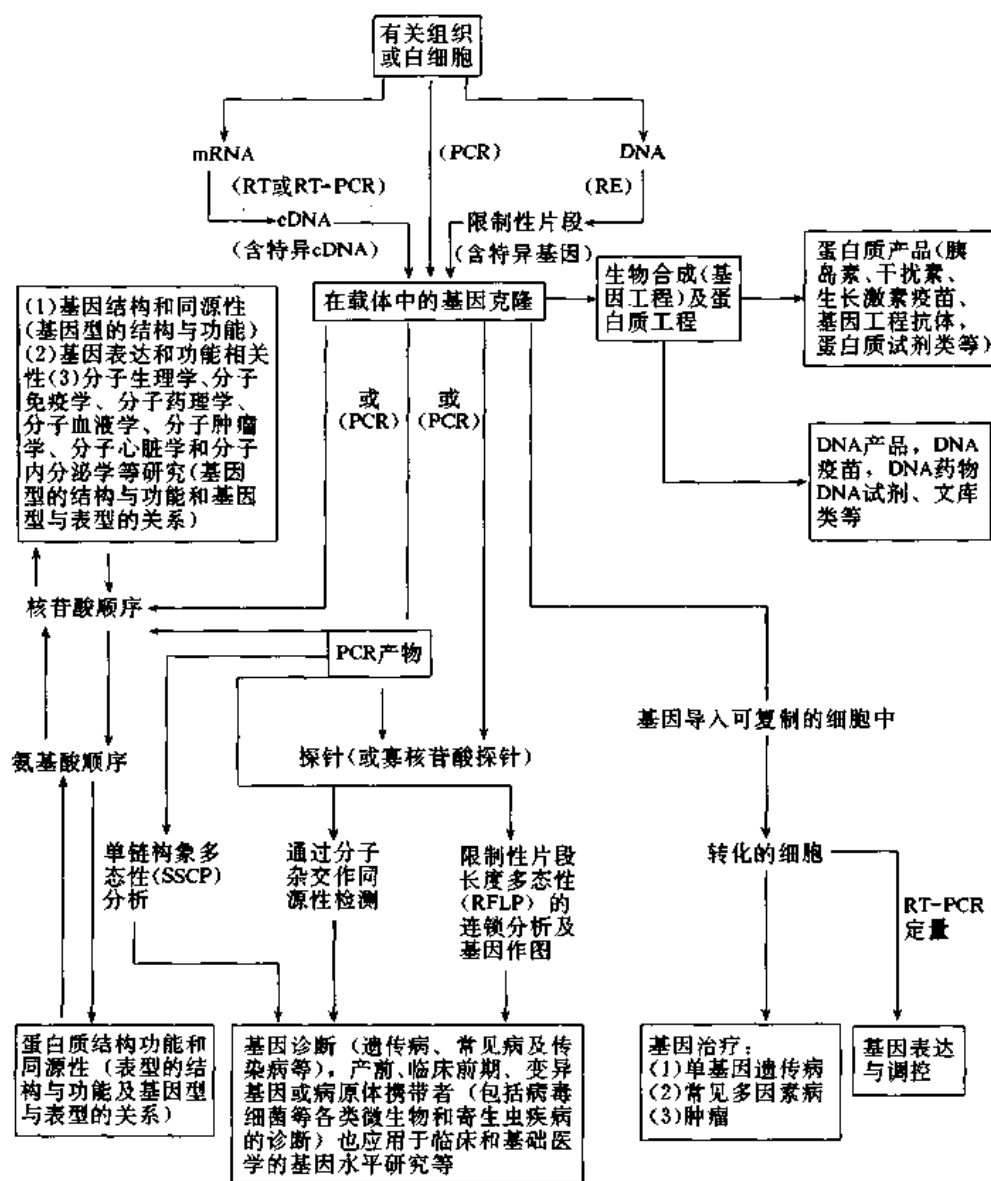 有关组织
或白细胞
mRNA
(PCR)
DNA
(RT或RT-PCR)
(RE)
cDNA
限制性片段
(含特异cDNA)
(含特异基因)
在载体中的基因克隆
生物合成(基
因工程)及蛋
白质工程
蛋白质产品(胰
岛素、干扰素、
生长激素疫苗、
基因工程抗体,
蛋白质试剂类等)
DNA产品，DNA
疫苗，DNA药物
DNA试剂、文库
类等
(1)基因结构和同源性
(基因型的结构与功能)
(2)基因表达和功能相关
性(3)分子生理学、分子
免疫学、分子药理学、
分子血液学、分子肿瘤
学、分子心脏学和分子
内分泌学等研究(基因
型的结构与功能和基因
型与表型的关系)
或
(PCR)
或
(PCR)
核苷酸顺序
PCR产物
氨基酸顺序
探针(或寡核苷酸探针)
基因导入可复制的细胞中
单链构象多
态性(SSCP)
分析
通过分子
杂交作同
源性检测
限制性片段
长度多态性
(RFLP) 的
连锁分析及
基因作图
转化的细胞
RT-PCR
定量
蛋白质结构功能和
同源性（表型的结
构与功能及基因型
与表型的关系）
基因诊断（遗传病、常见病及传
染病等)，产前、临床前期、变异
基因或病原体携带者（包括病毒
细菌等各类微生物和寄生虫疾病
的诊断）也应用于临床和基础医
学的基因水平研究等
基因治疗:
(1)单基因遗传病
(2)常见多因素病
(3)肿瘤
基因表达
与调控